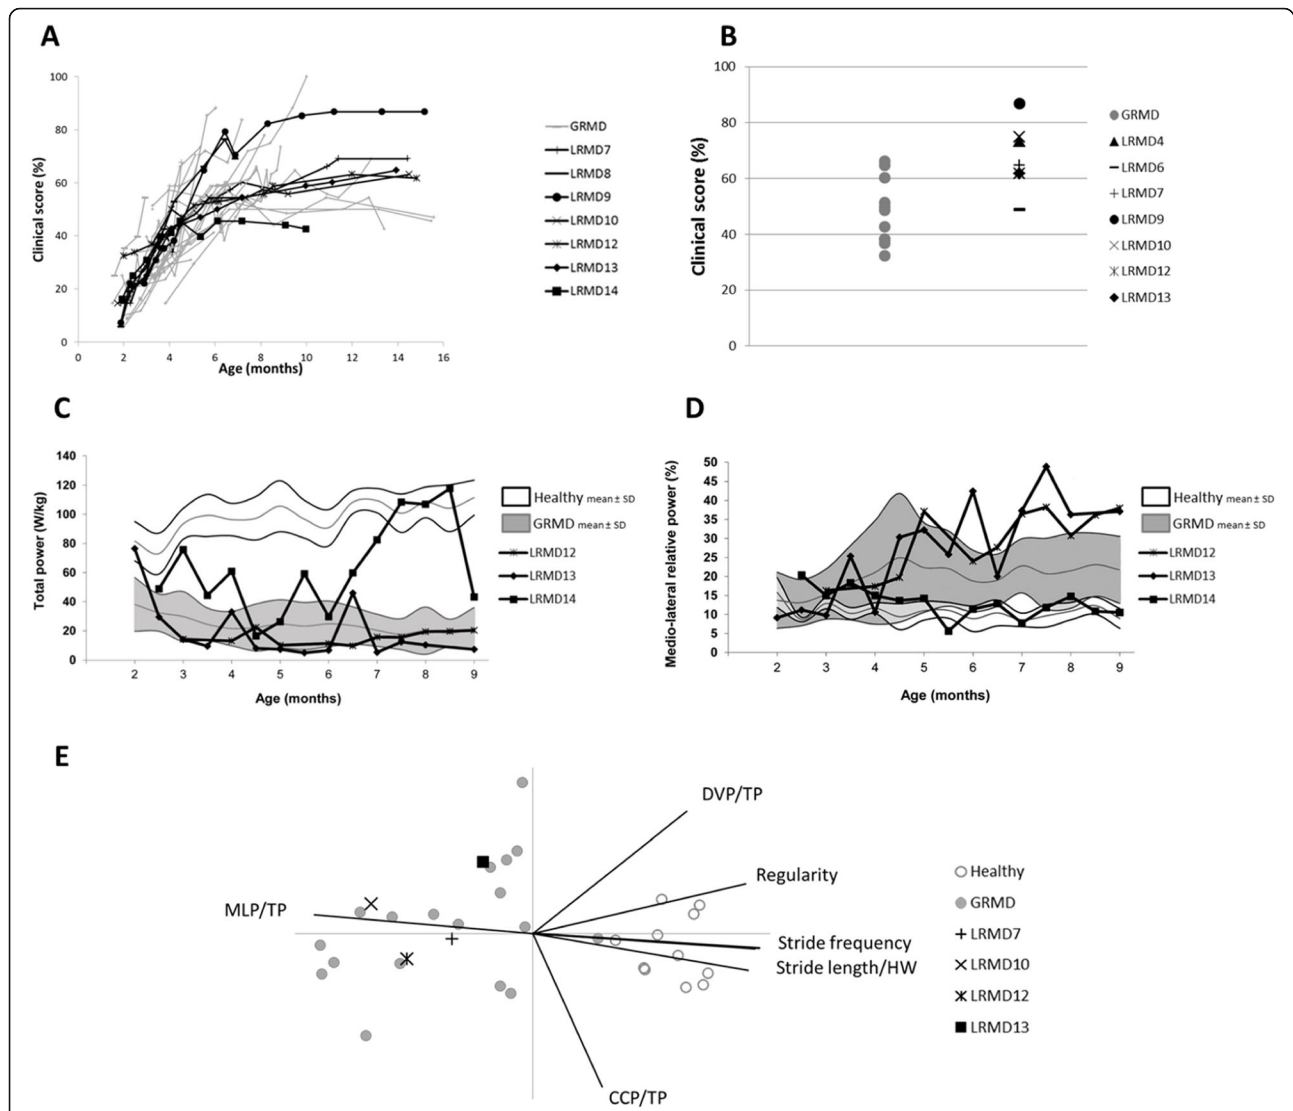 A
Clinical score (%)
100
80
60
40
20
0
0 2 4 6 8 10 12 14 16
Age (months)
GRMD
LRMD7
LRMD8
LRMD9
LRMD10
LRMD12
LRMD13
LRMD14
B
Clinical score (%)
100
80
60
40
20
0
GRMD
LRMD4
LRMD6
LRMD7
LRMD9
LRMD10
LRMD12
LRMD13
C
Total power (W/kg)
140
120
100
80
60
40
20
0
2 3 4 5 6 7 8 9
Age (months)
Healthy mean ± SD
GRMD mean ± SD
LRMD12
LRMD13
LRMD14
D
Medio-lateral relative power (%)
50
45
40
35
30
25
20
15
10
5
0
2 3 4 5 6 7 8 9
Age (months)
Healthy mean ± SD
GRMD mean ± SD
LRMD12
LRMD13
LRMD14
E
DVP/TP
Regularity
MLP/TP
Stride frequency
Stride length/HW
CCP/TP
Healthy
GRMD
LRMD7
LRMD10
LRMD12
LRMD13